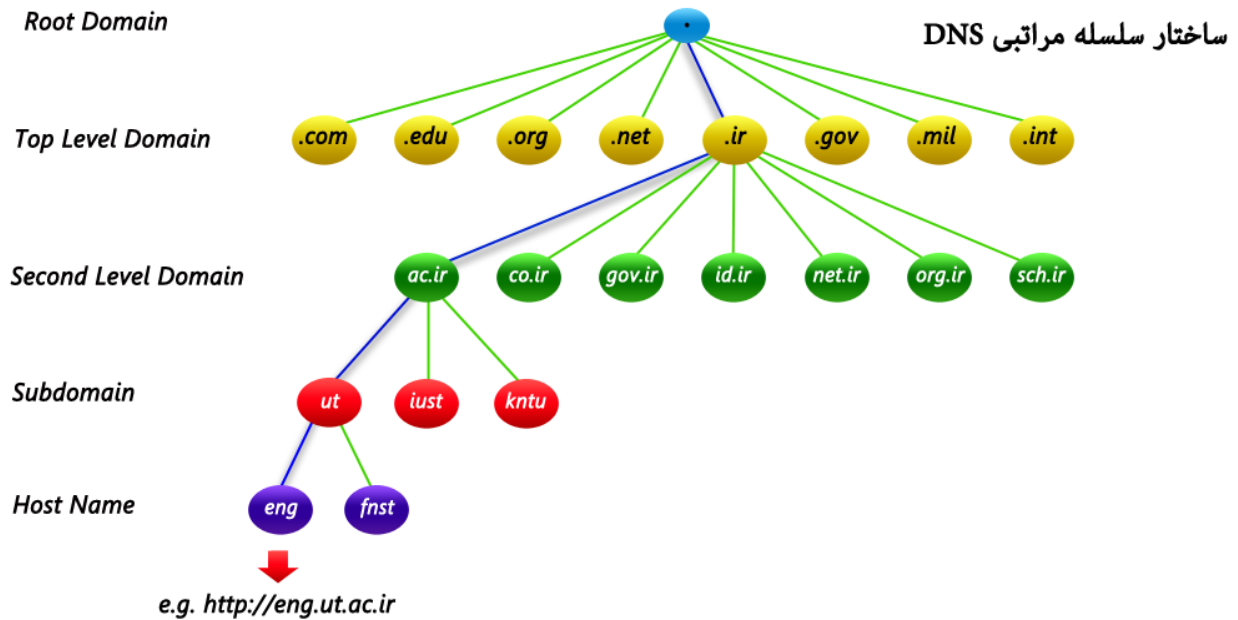 Root Domain
.
ساختار سلسله مراتبی DNS
Top Level Domain
.com .edu .org .net .ir .gov .mil .int
Second Level Domain
ac.ir co.ir gov.ir id.ir net.ir org.ir sch.ir
Subdomain
ut iust kntu
Host Name
eng fnst
e.g. http://eng.ut.ac.ir